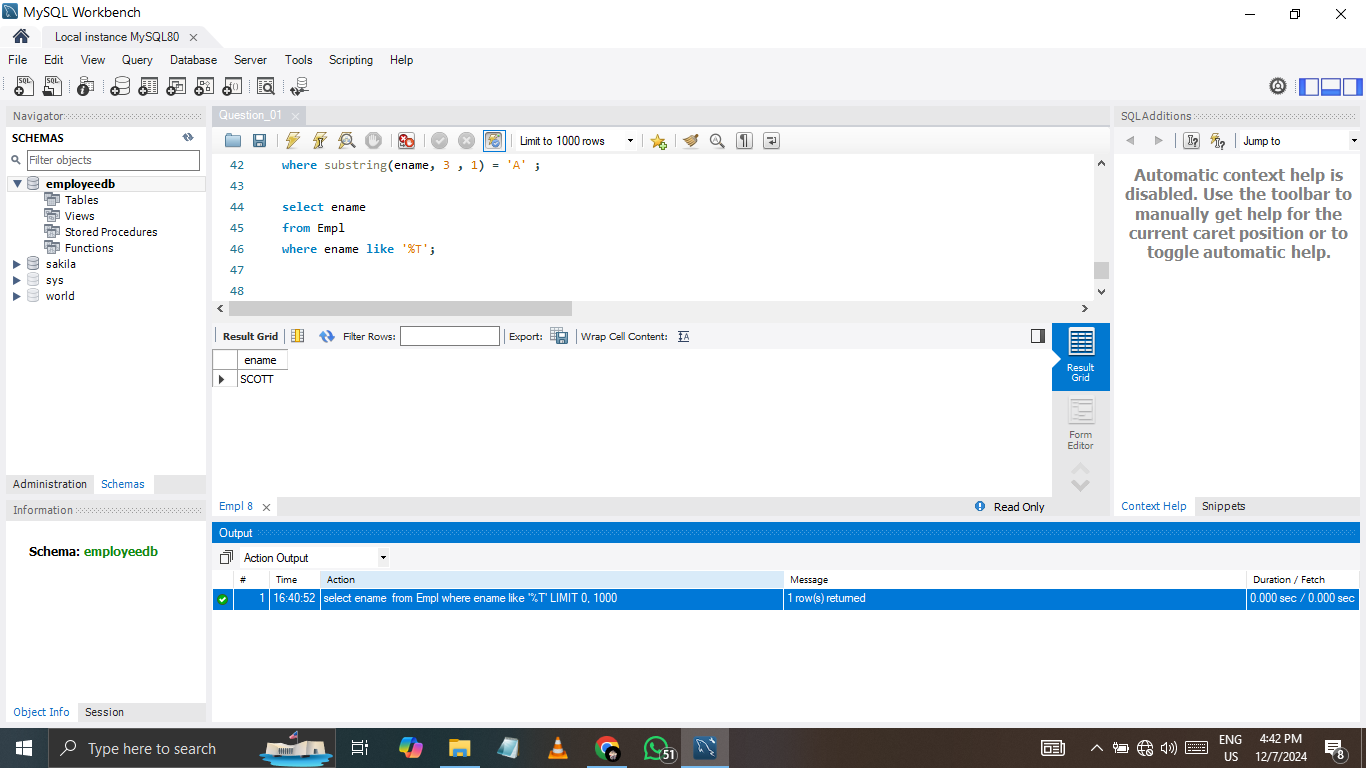 MySQL Workbench
Local instance MySQL80
File Edit View Query Database Server Tools Scripting Help
Navigator
SCHEMAS
Filter objects
employeedb
Tables
Views
Stored Procedures
Functions
sakila
sys
world
Administration Schemas
Information
Schema: employeedb
Object Info Session
Question_01
Limit to 1000 rows
42 where substring(ename, 3 , 1) = 'A' ;
43
44 select ename
45 from Empl
46 where ename like '%T';
47
48
Result Grid Filter Rows: Export: Wrap Cell Content:
ename
SCOTT
Result
Grid
Form
Editor
Empl 8 Read Only
SQLAdditions
Jump to
Automatic context help is
disabled. Use the toolbar to
manually get help for the
current caret position or to
toggle automatic help.
Context Help Snippets
Output
Action Output
# Time Action Message Duration / Fetch
1 16:40:52 select ename from Empl where ename like '%T' LIMIT 0, 1000 1 row(s) returned 0.000 sec / 0.000 sec
Type here to search
51
ENG
US
4:42 PM
12/7/2024
8